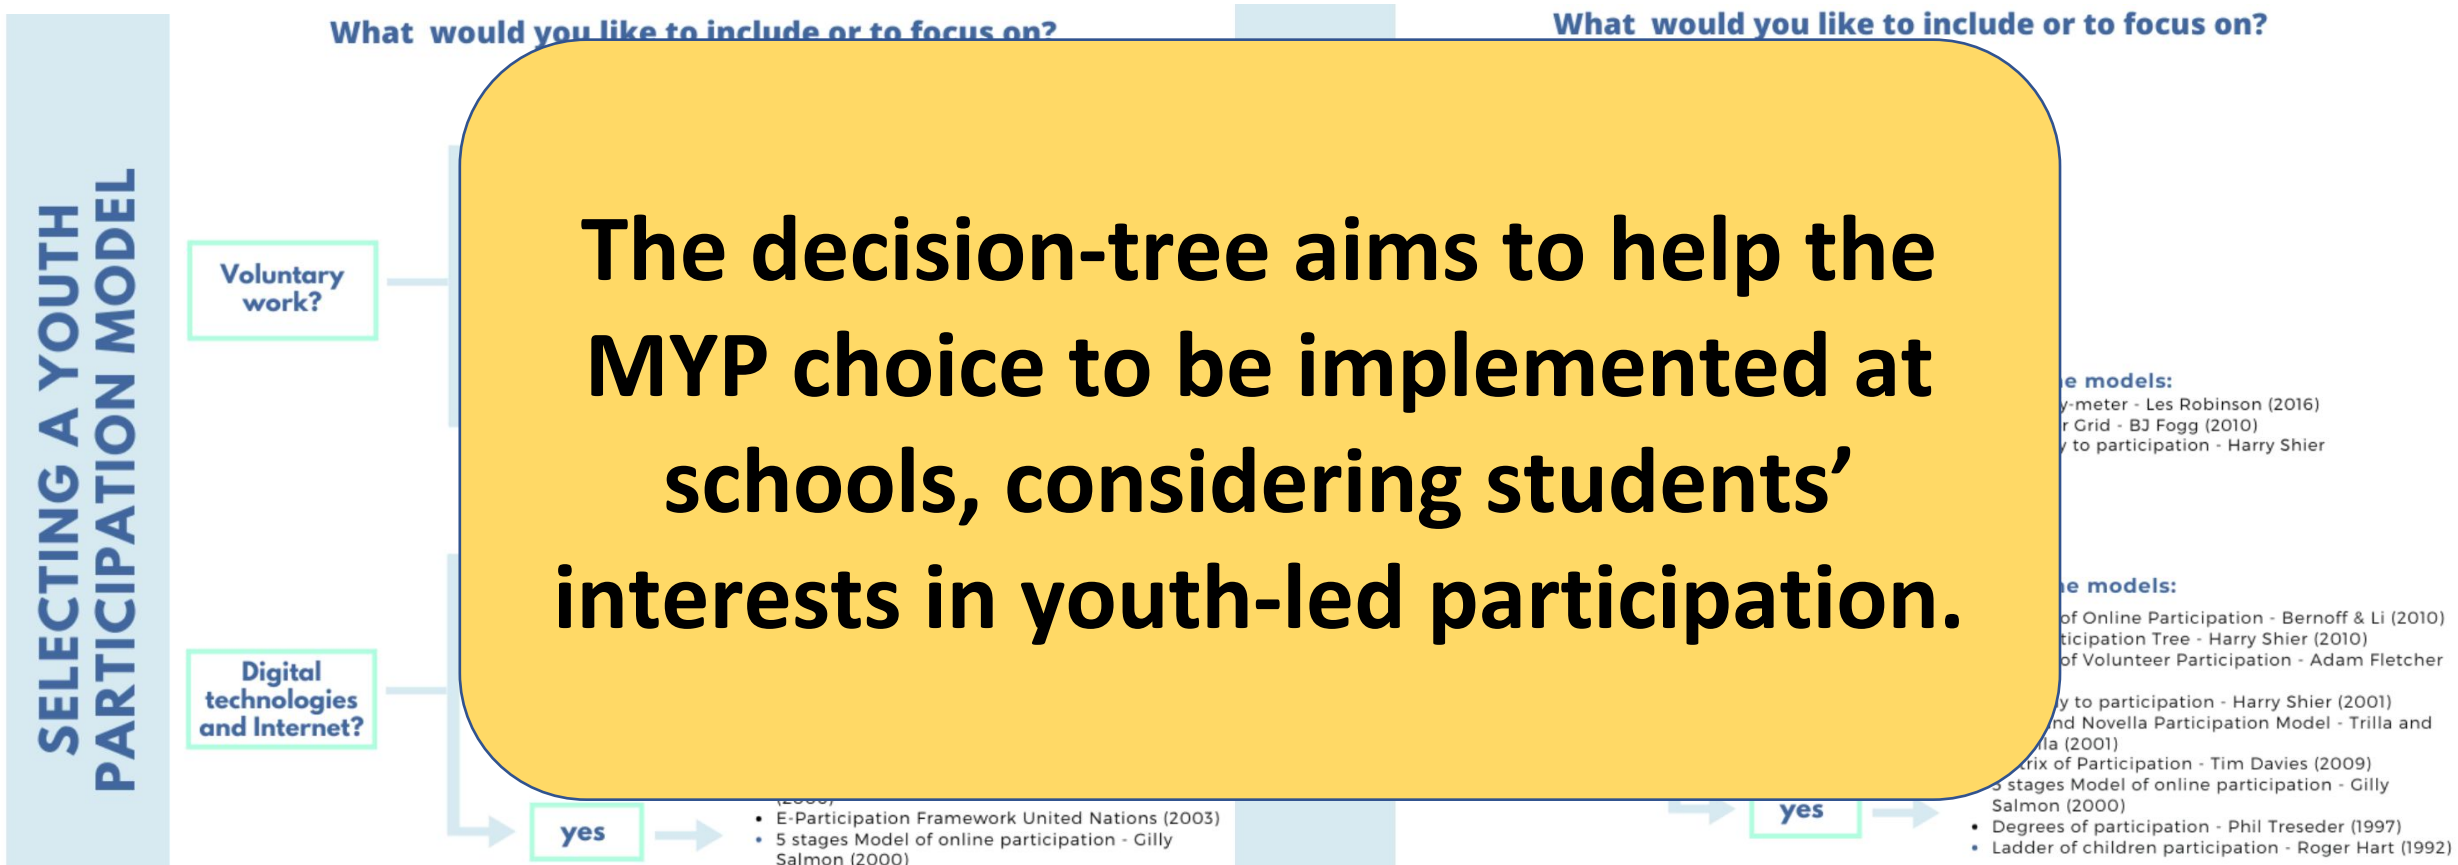 SELECTING A YOUTH
PARTICIPATION MODEL
What would you like to include or to focus on?
Voluntary
work?
Digital
technologies
and Internet?
yes
E-Participation Framework United Nations (2003)
5 stages Model of online participation - Gilly
Salmon (2000)
The decision-tree aims to help the
MYP choice to be implemented at
schools, considering students’
interests in youth-led participation.
What would you like to include or to focus on?
models:
-meter - Les Robinson (2016)
Grid - BJ Fogg (2010)
to participation - Harry Shier
models:
of Online Participation - Bernoff & Li (2010)
Tree - Harry Shier (2010)
of Volunteer Participation - Adam Fletcher
to participation - Harry Shier (2001)
Novella Participation Model - Trilla and
(2001)
of Participation - Tim Davies (2009)
stages Model of online participation - Gilly
Salmon (2000)
yes
Degrees of participation - Phil Treseder (1997)
Ladder of children participation - Roger Hart (1992)